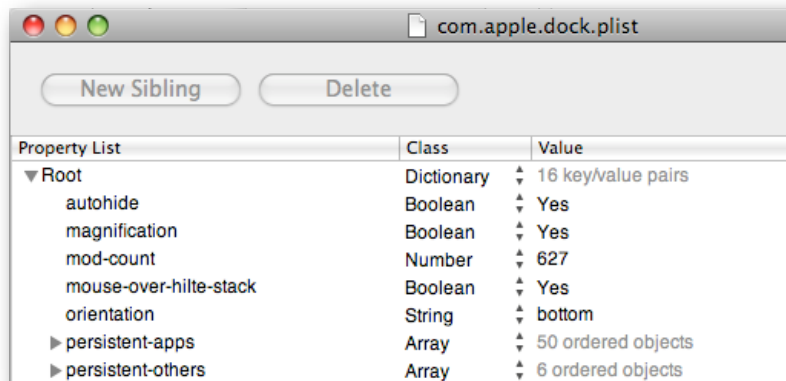 com.apple.dock.plist
New Sibling Delete
Property List Class Value
Root Dictionary 16 key/value pairs
autohide Boolean Yes
magnification Boolean Yes
mod-count Number 627
mouse-over-hilte-stack Boolean Yes
orientation String bottom
persistent-apps Array 50 ordered objects
persistent-others Array 6 ordered objects